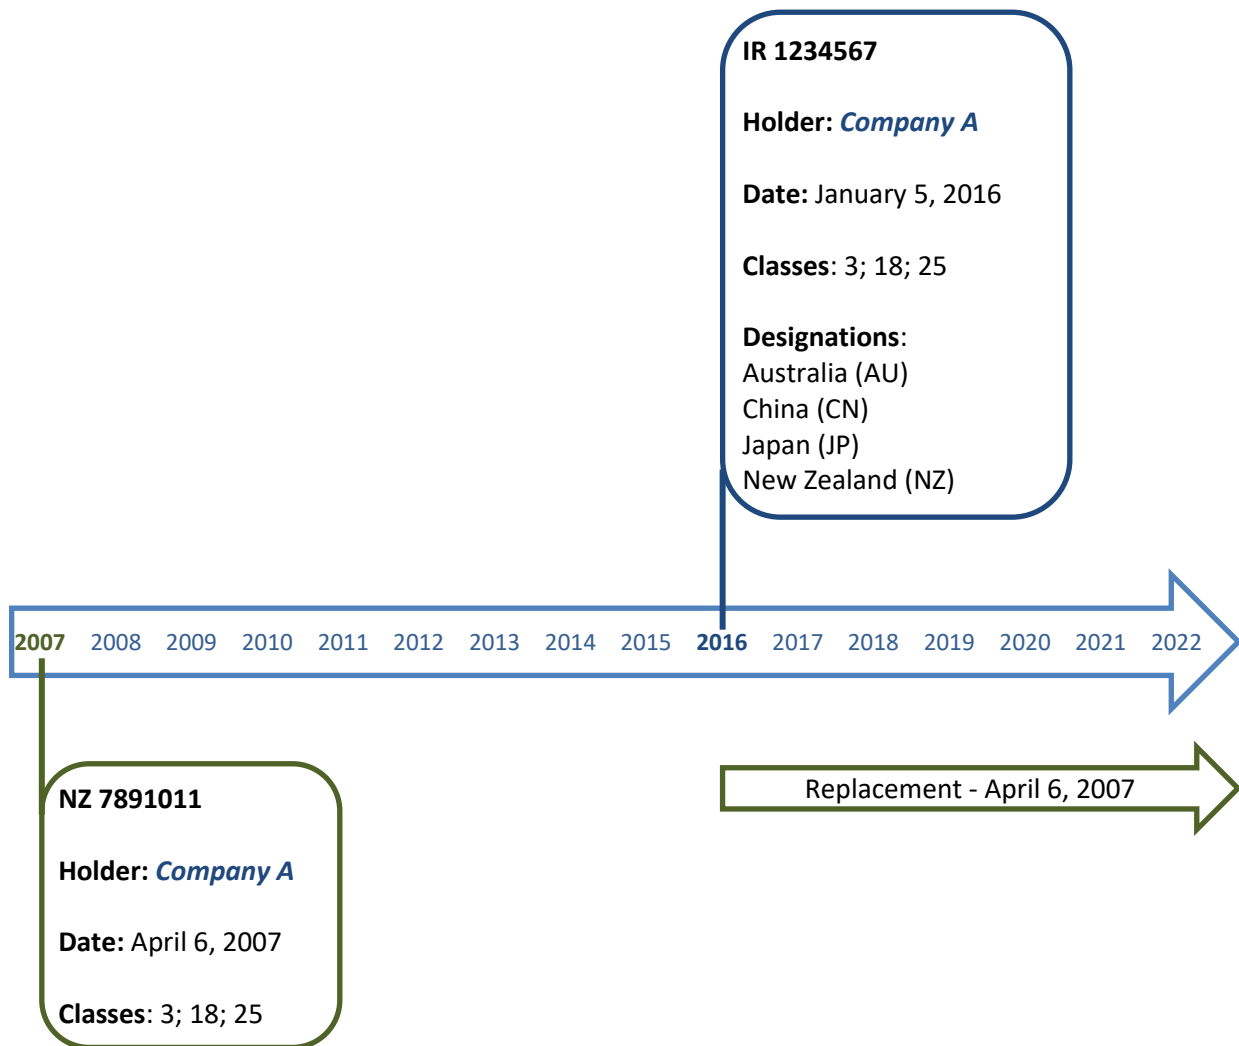 IR 1234567
Holder: Company A
Date: January 5, 2016
Classes: 3; 18; 25
Designations:
Australia (AU)
China (CN)
Japan (JP)
New Zealand (NZ)
2007 2008 2009 2010 2011 2012 2013 2014 2015 2016 2017 2018 2019 2020 2021 2022
Replacement - April 6, 2007
NZ 7891011
Holder: Company A
Date: April 6, 2007
Classes: 3; 18; 25